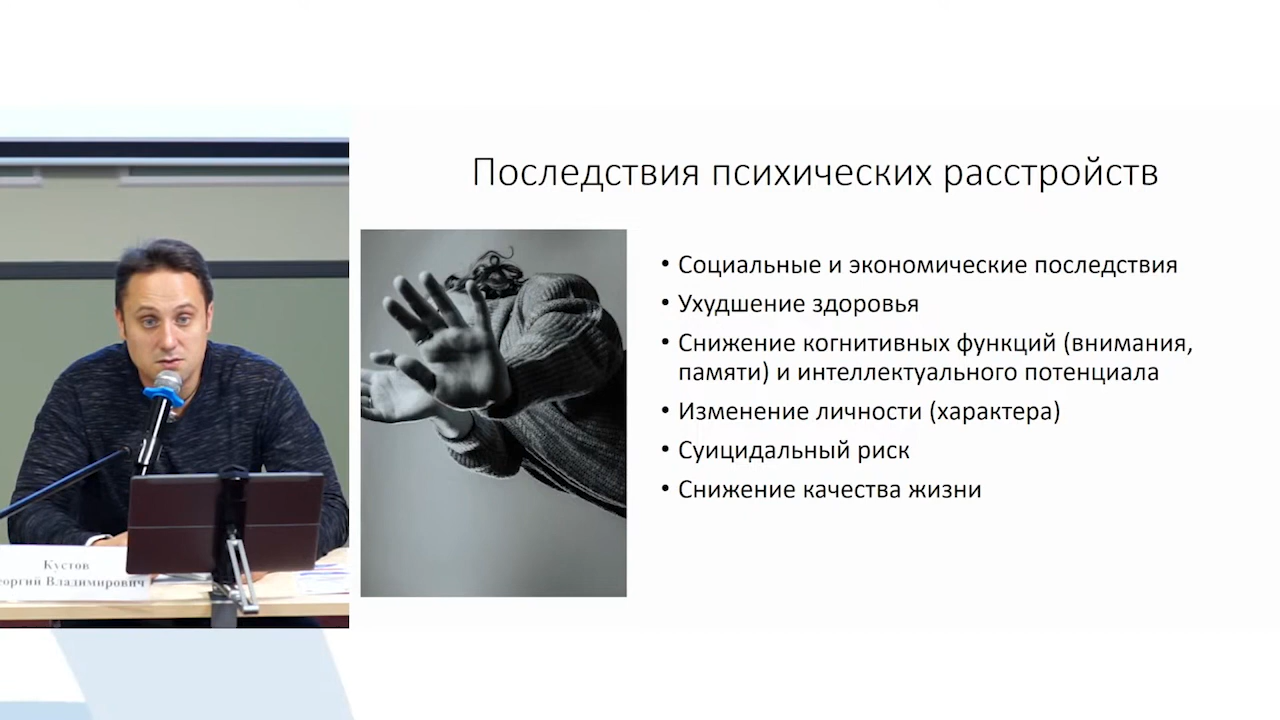 Последствия психических расстройств
• Социальные и экономические последствия
• Ухудшение здоровья
• Снижение когнитивных функций (внимания,
памяти) и интеллектуального потенциала
• Изменение личности (характера)
• Суицидальный риск
• Снижение качества жизни
Кустов
еоргий Владимирович